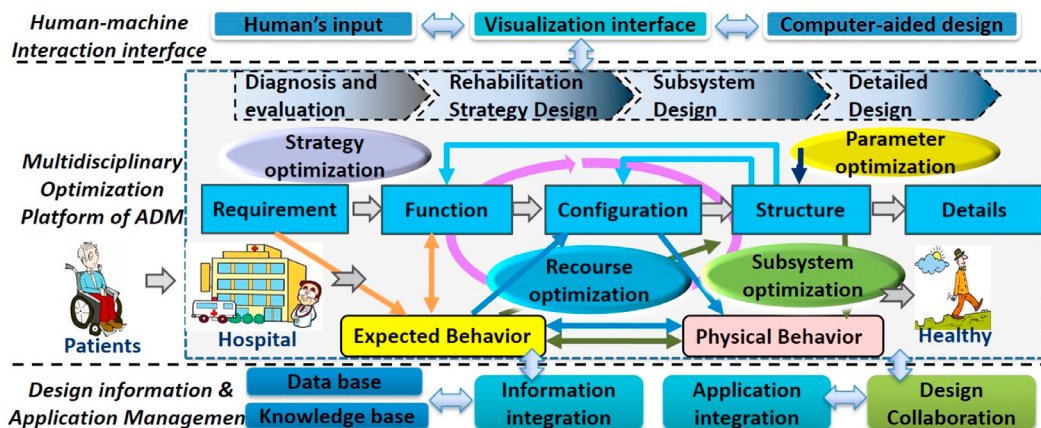 Human-machine
Interaction interface
Human's input
Visualization interface
Computer-aided design
Diagnosis and
evaluation
Rehabilitation
Strategy Design
Subsystem
Design
Detailed
Design
Multidisciplinary
Optimization
Platform of ADM
Strategy
optimization
Parameter
optimization
Requirement
Function
Configuration
Structure
Details
Recourse
optimization
Subsystem
optimization
Patients
Hospital
Expected Behavior
Physical Behavior
Healthy
Design information &
Application Managemen
Data base
Knowledge base
Information
integration
Application
integration
Design
Collaboration